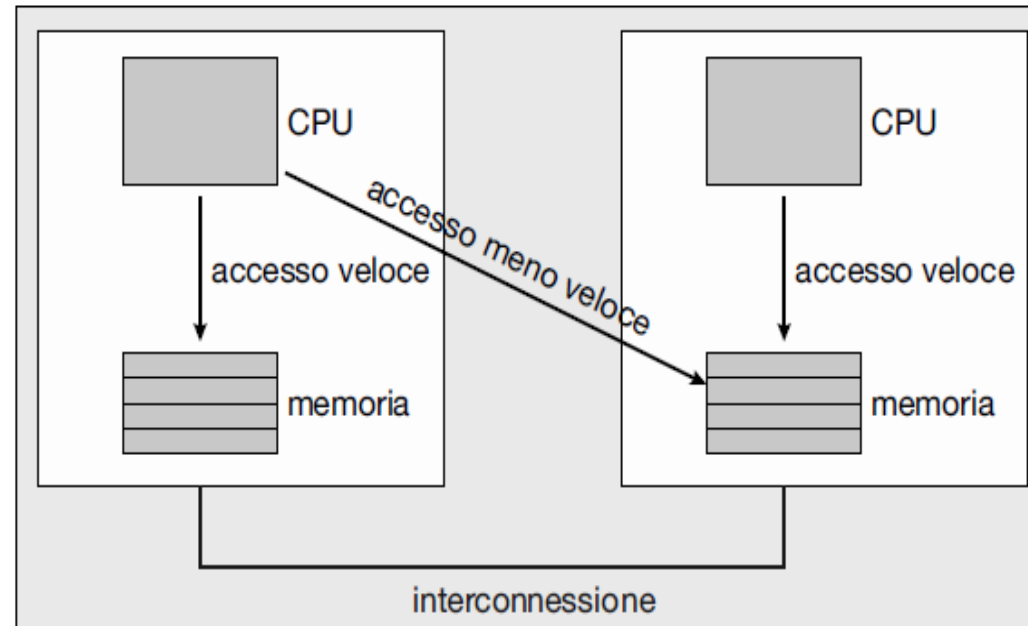 CPU
CPU
accesso meno veloce
accesso veloce
accesso veloce
memoria
memoria
interconnessione